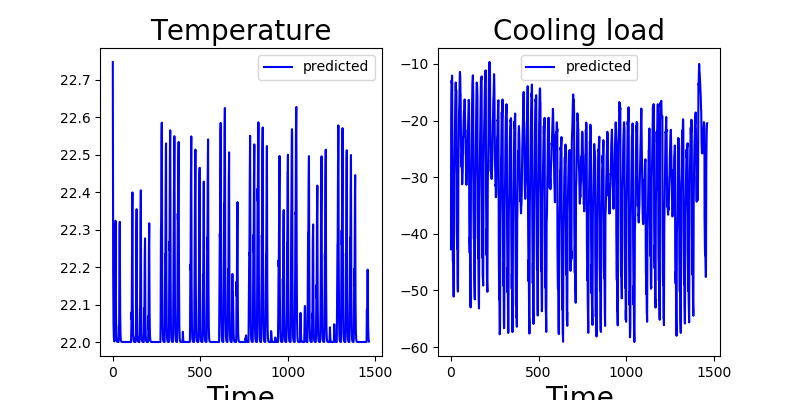 Temperature
predicted
22.7
22.6
22.5
22.4
22.3
22.2
22.1
22.0
0 500 1000 1500
Time
Cooling load
predicted
−10
−20
−30
−40
−50
−60
0 500 1000 1500
Time